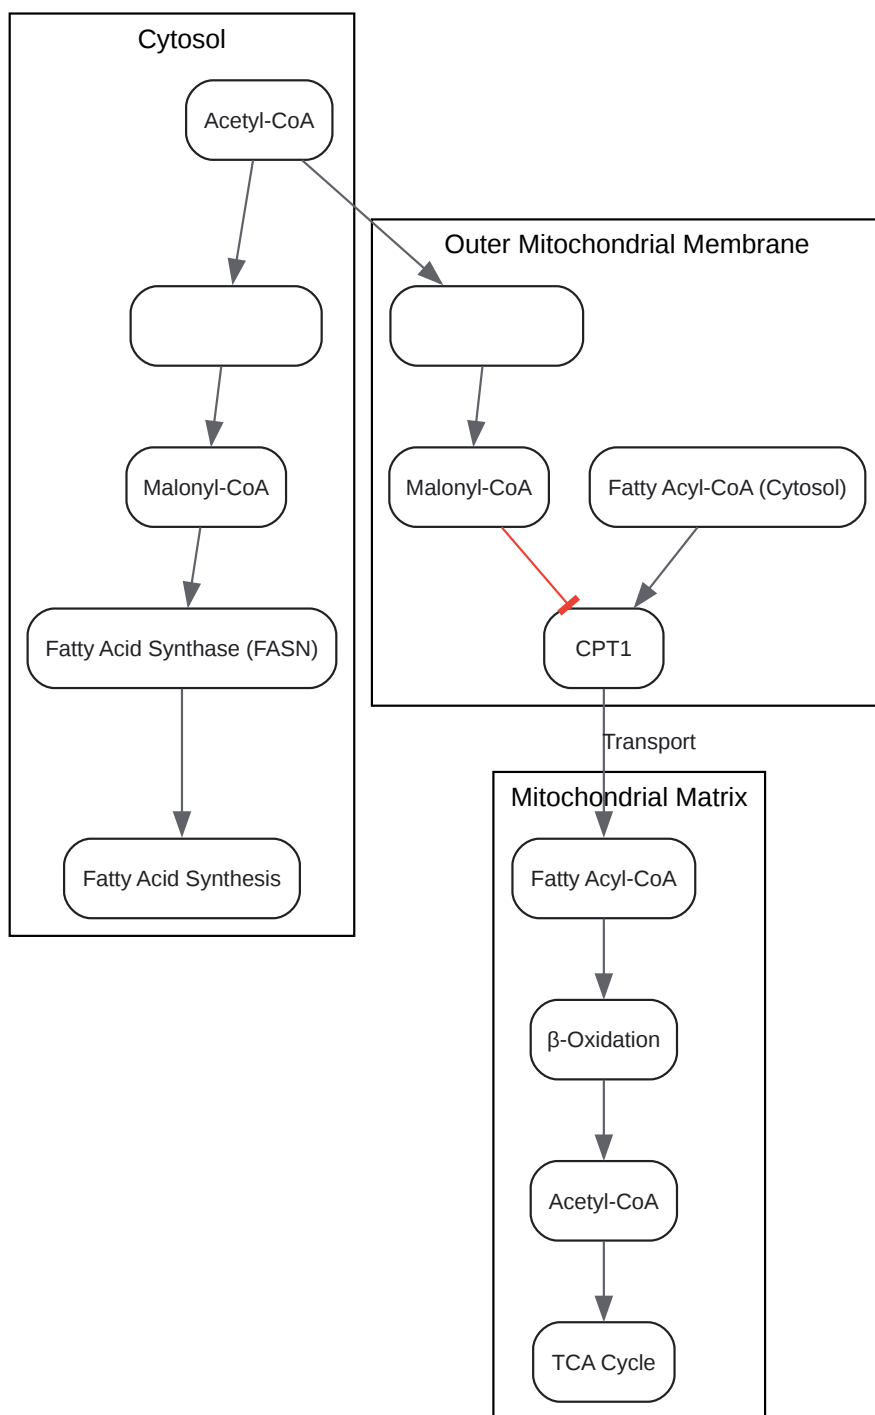 Cytosol
Acetyl-CoA
Outer Mitochondrial Membrane
Malonyl-CoA
Malonyl-CoA
Fatty Acyl-CoA (Cytosol)
Fatty Acid Synthase (FASN)
CPT1
Transport
Mitochondrial Matrix
Fatty Acid Synthesis
Fatty Acyl-CoA
β-Oxidation
Acetyl-CoA
TCA Cycle